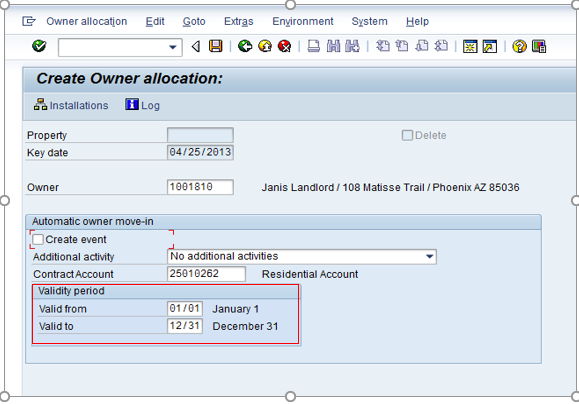 Owner allocation Edit Goto Extras Environment System Help
Create Owner allocation:
Installations Log
Property Delete
Key date 04/25/2013
Owner 1001810 Janis Landlord / 108 Matisse Trail / Phoenix AZ 85036
Automatic owner move-in
Create event
Additional activity No additional activities
Contract Account 25010262 Residential Account
Validity period
Valid from 01/01 January 1
Valid to 12/31 December 31